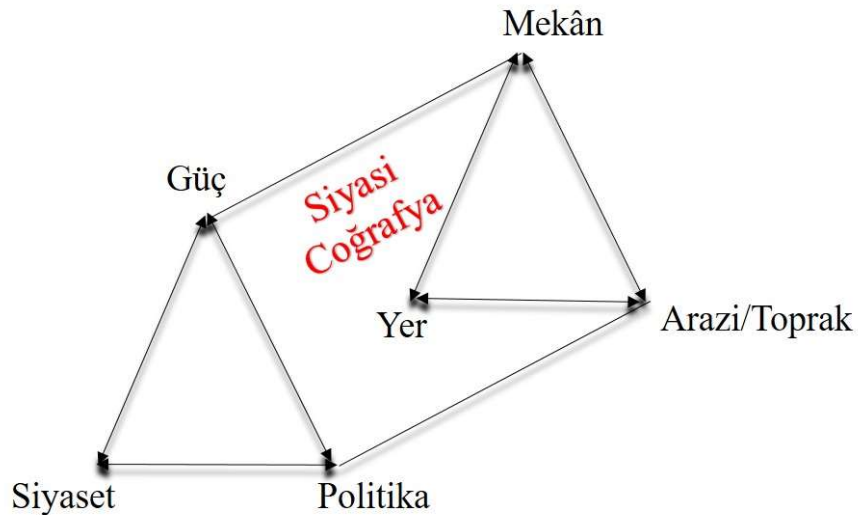 Mekân
Güç
Siyasi
Coğrafya
Yer
Arazi/Toprak
Siyaset
Politika